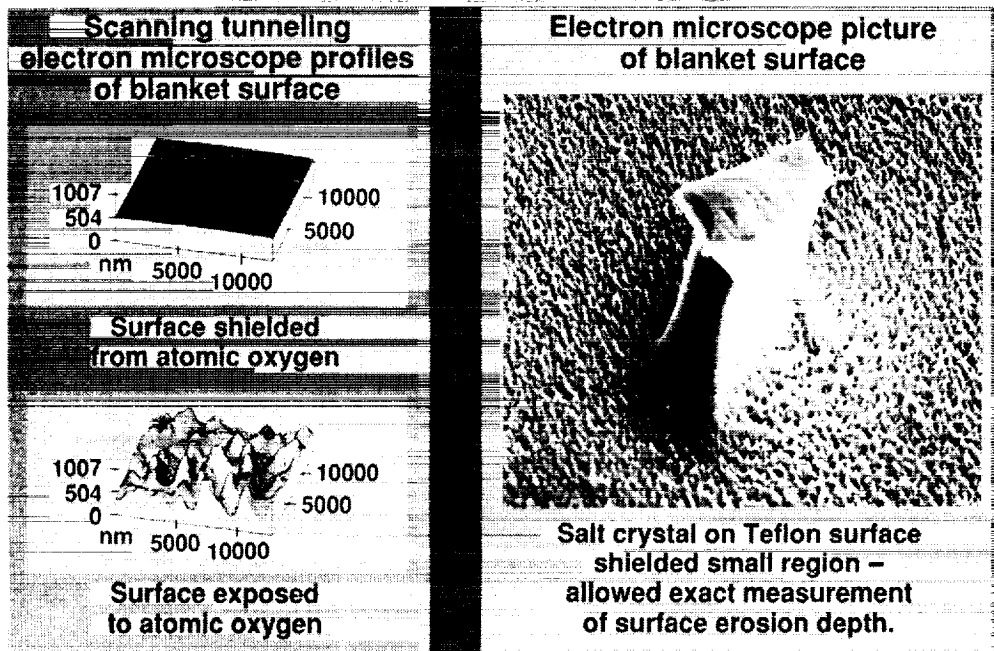 Scanning tunneling
electron microscope profiles
of blanket surface
1007
504
0
nm
5000
10000
10000
5000
Surface shielded
from atomic oxygen
1007
504
0
nm
5000
10000
10000
5000
Surface exposed
to atomic oxygen
Electron microscope picture
of blanket surface
Salt crystal on Teflon surface
shielded small region –
allowed exact measurement
of surface erosion depth.